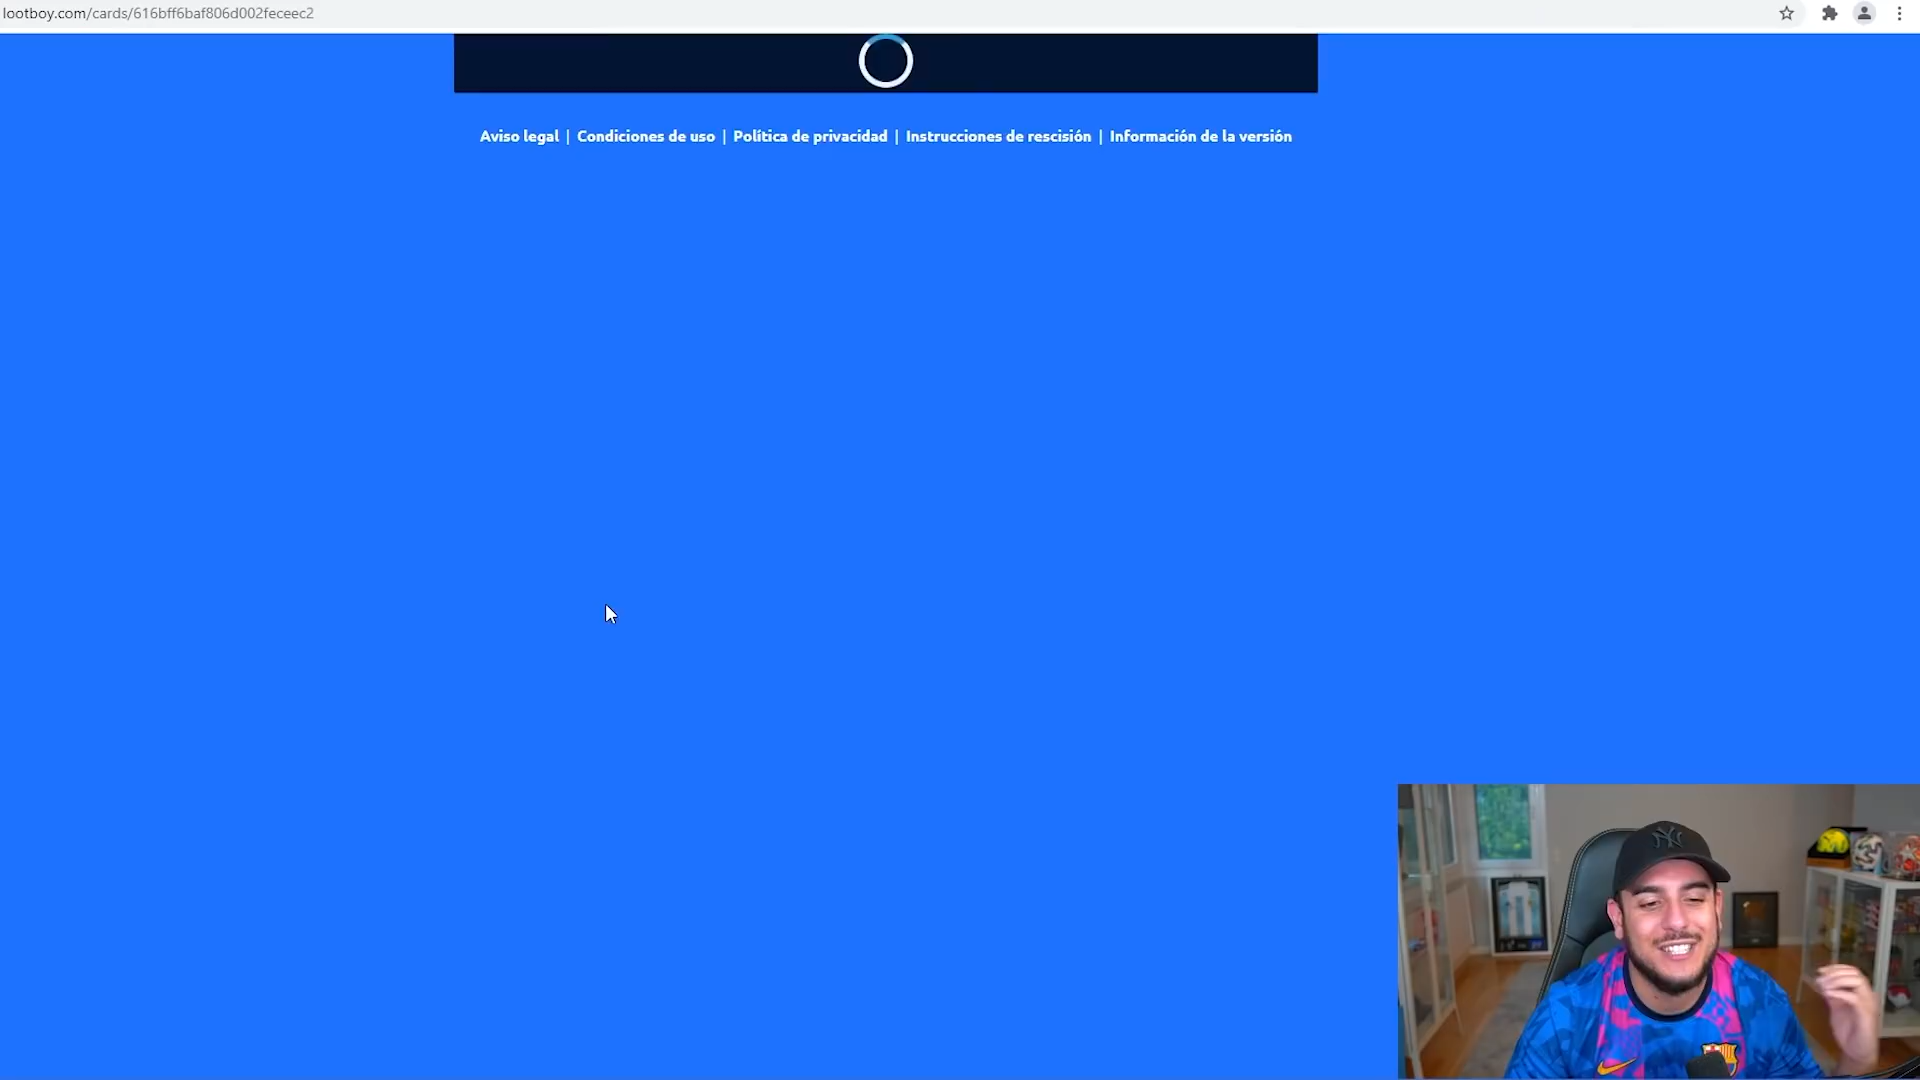 lootboy.com/cards/616bff6baf806d002feceec2
Aviso legal | Condiciones de uso | Política de privacidad | Instrucciones de rescisión | Información de la versión
NY